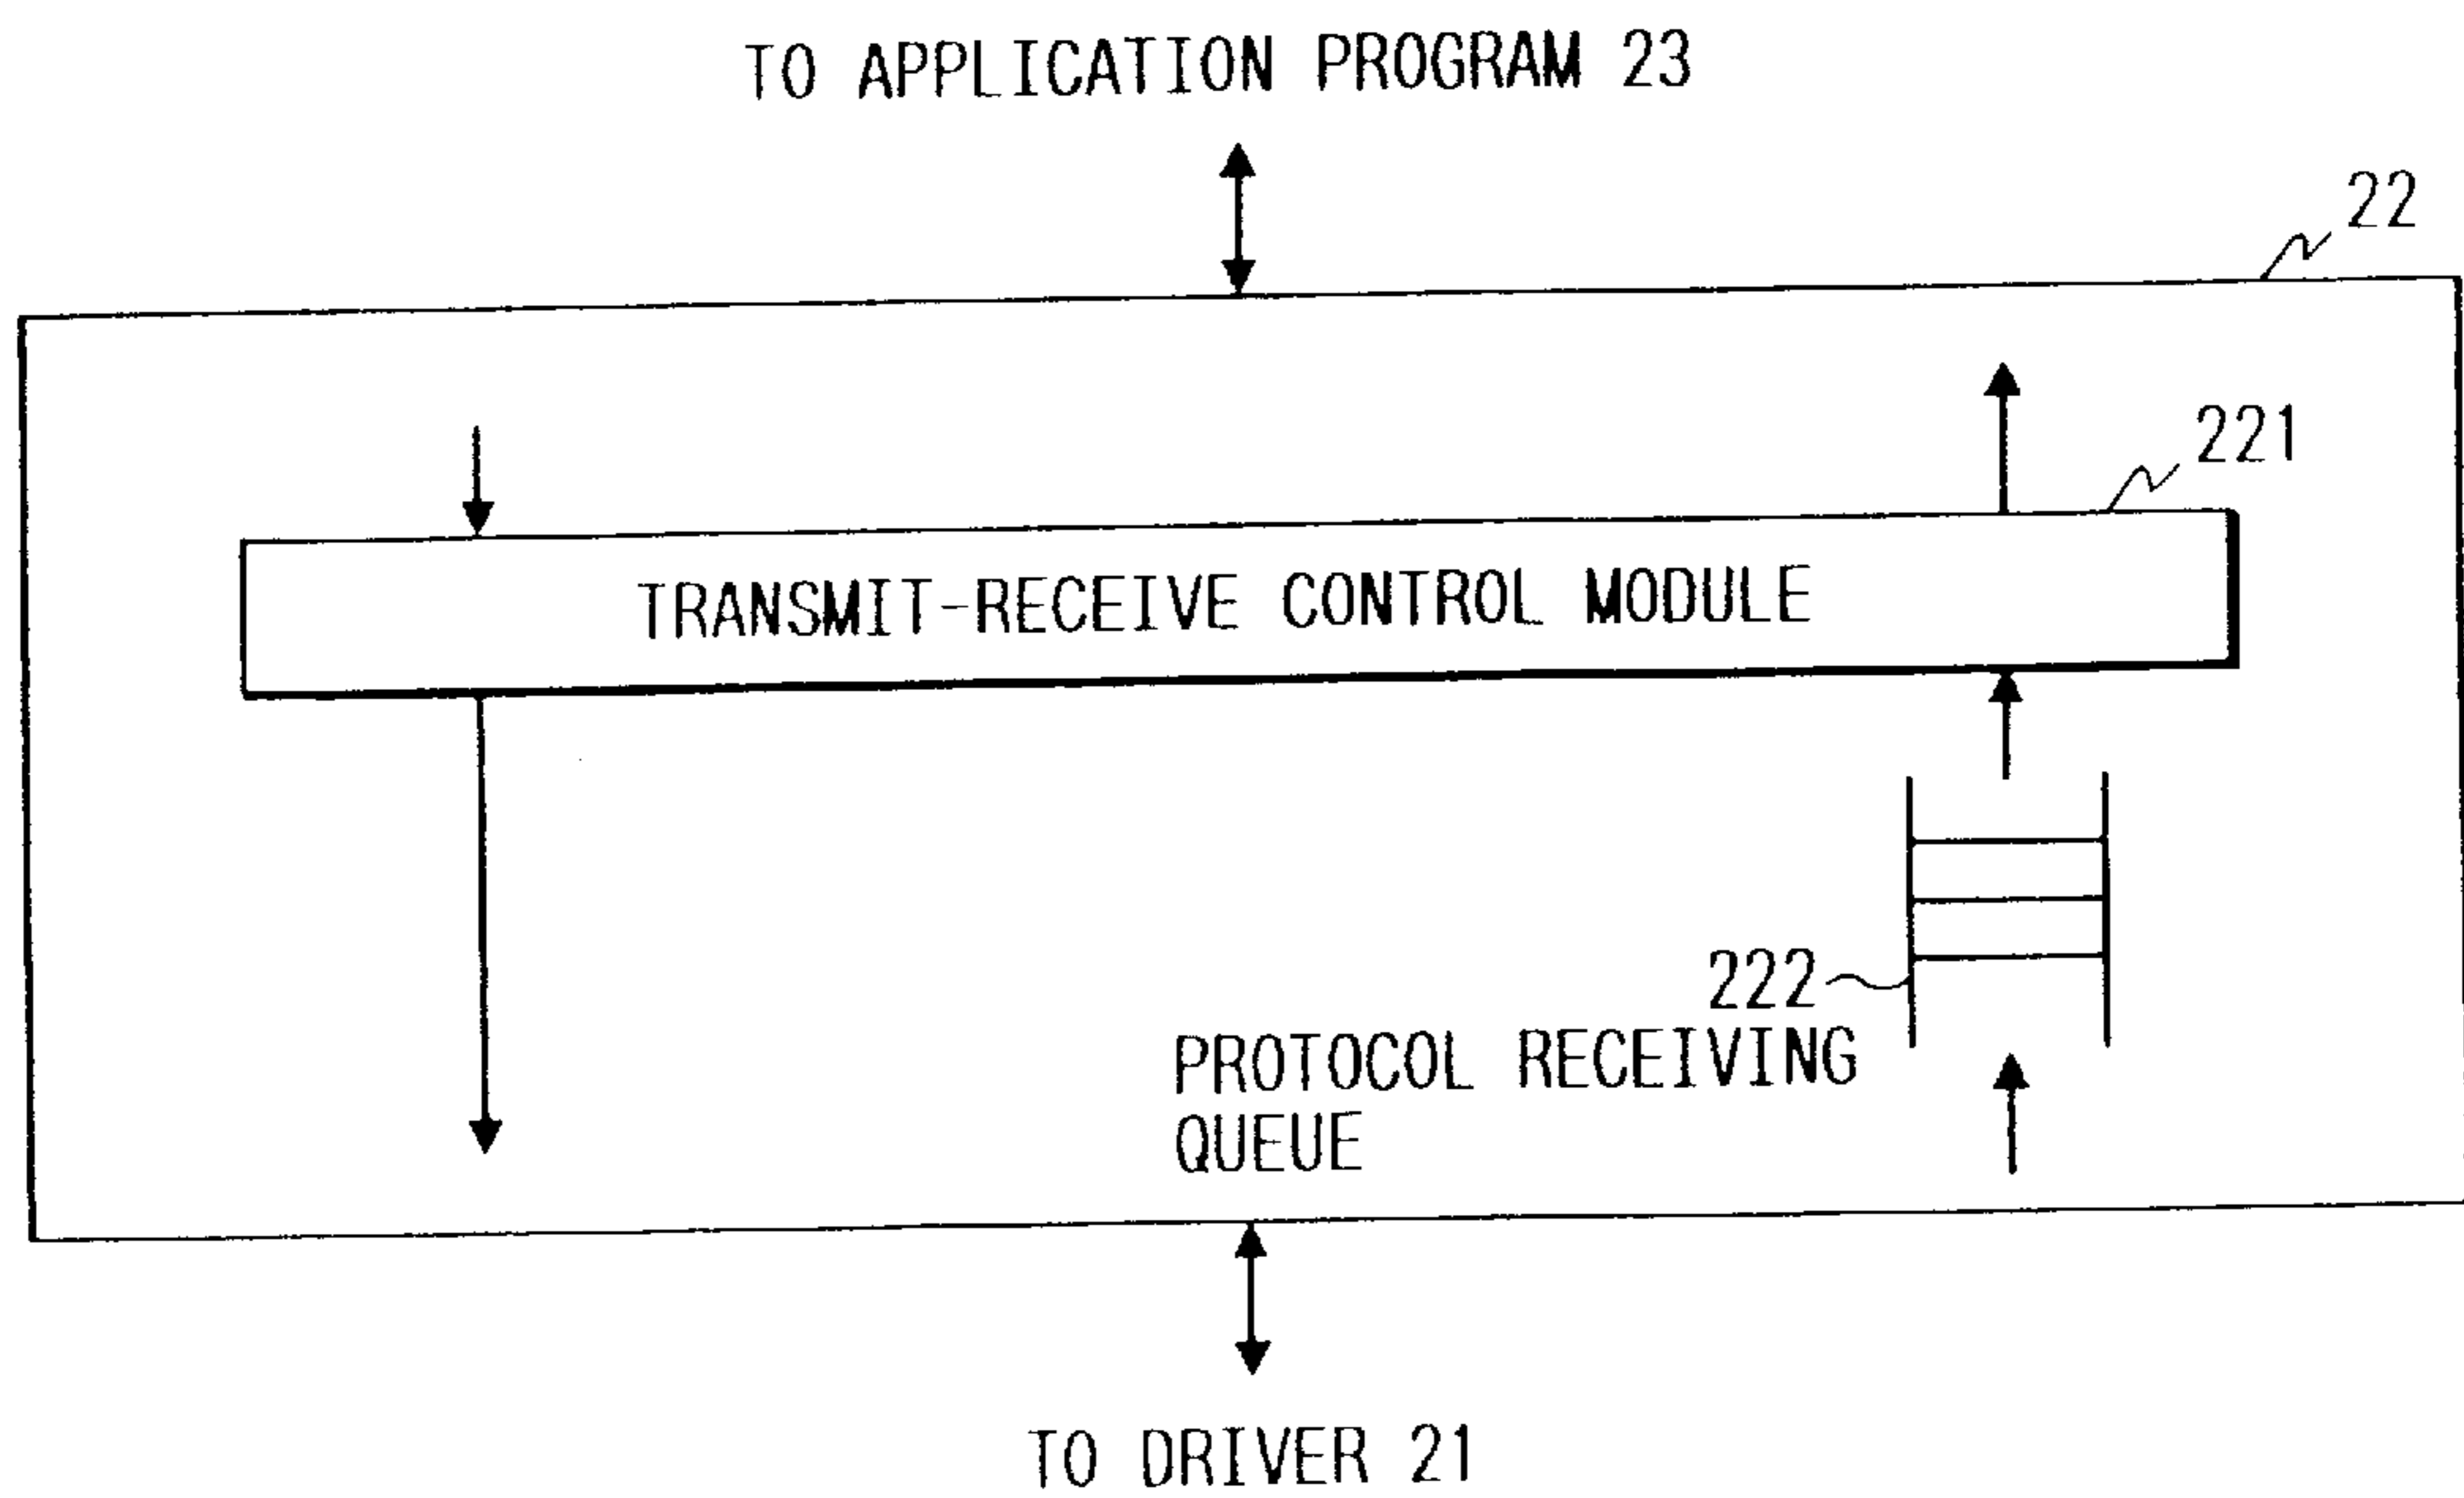 TO APPLICATION PROGRAM 23
22
221
TRANSMIT-RECEIVE CONTROL MODULE
222
PROTOCOL RECEIVING
QUEUE
TO DRIVER 21